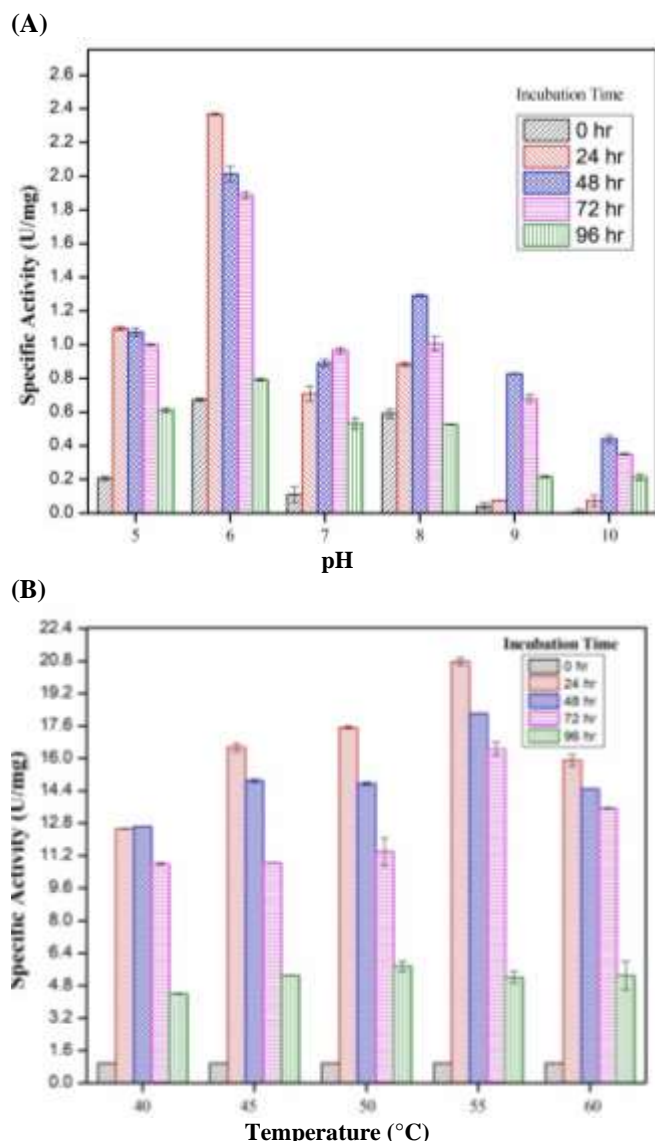 (A)
Incubation Time
0 hr
24 hr
48 hr
72 hr
96 hr
Specific Activity (U/mg)
2.6
2.4
2.2
2.0
1.8
1.6
1.4
1.2
1.0
0.8
0.6
0.4
0.2
0.0
5 6 7 8 9 10
pH
(B)
Incubation Time
0 hr
24 hr
48 hr
72 hr
96 hr
Specific Activity (U/mg)
22.4
20.8
19.2
17.6
16.0
14.4
12.8
11.2
9.6
8.0
6.4
4.8
3.2
1.6
0.0
40 45 50 55 60
Temperature (°C)